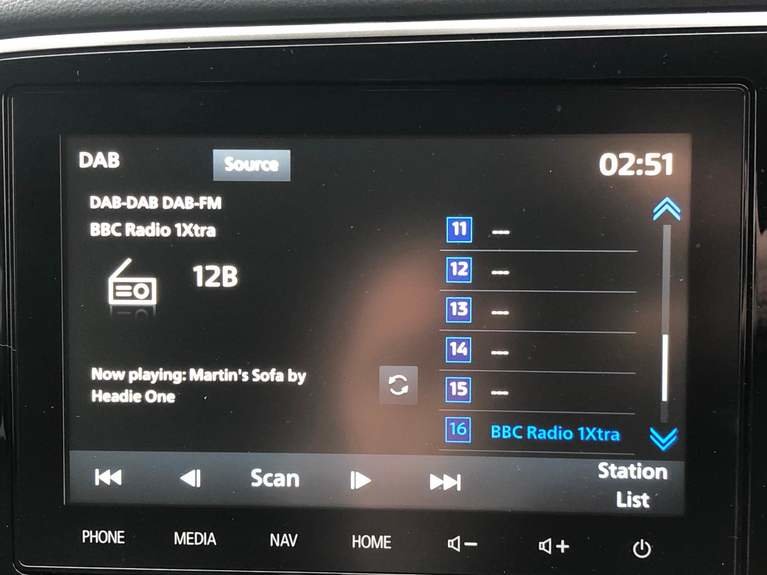 DAB Source 02:51
DAB-DAB DAB-FM
BBC Radio 1Xtra
12B
Now playing: Martin's Sofa by
Headie One
11 ---
12 ---
13 ---
14 ---
15 ---
16 BBC Radio 1Xtra
Scan
Station
List
PHONE MEDIA NAV HOME